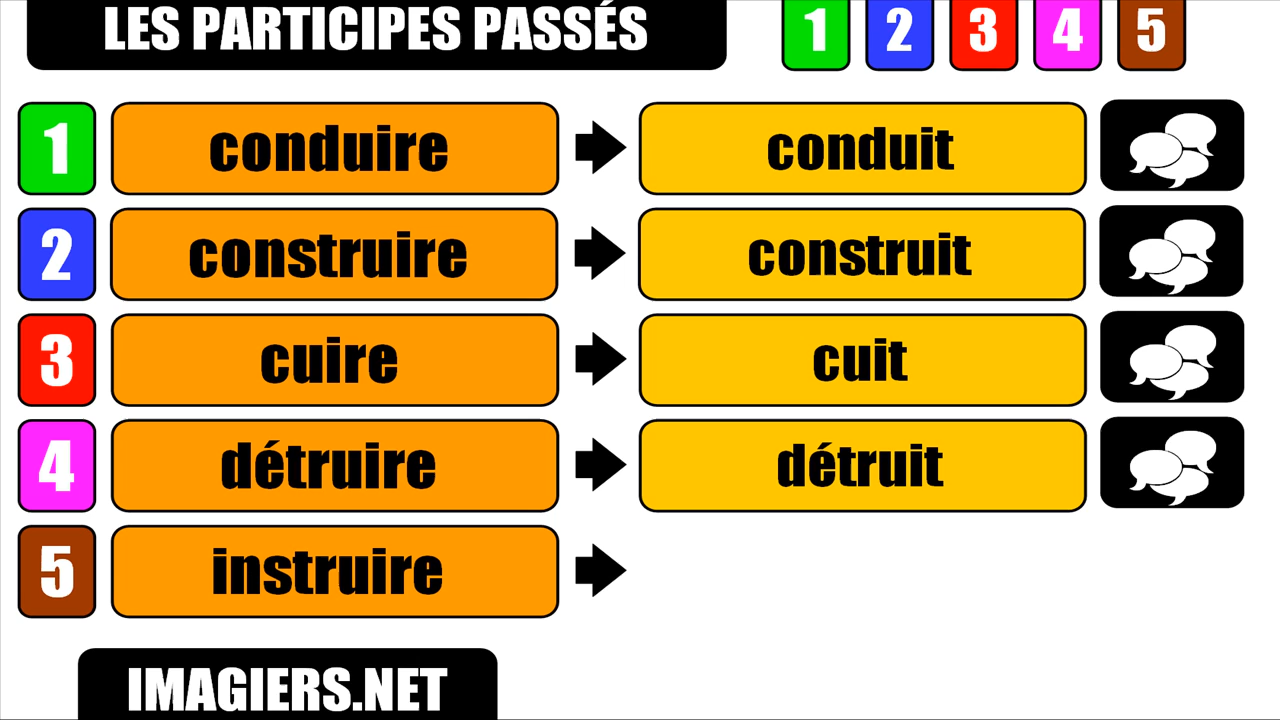 LES PARTICIPES PASSÉS 1 2 3 4 5
1 conduire conduit
2 construire construit
3 cuire cuit
4 détruire détruit
5 instruire
IMAGIERS.NET